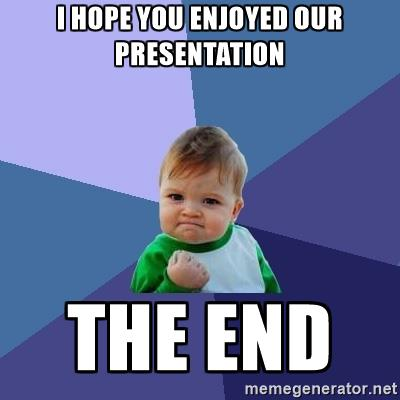 I HOPE YOU ENJOYED OUR
PRESENTATION
THE END
memegenerator.net